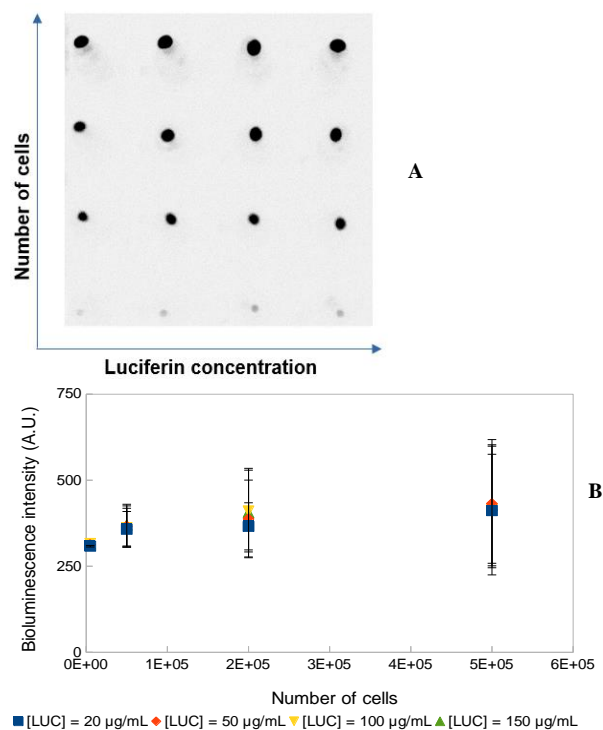 Number of cells
A
Luciferin concentration
Bioluminescence intensity (A.U.)
750
500
250
0
B
0E+00 1E+05 2E+05 3E+05 4E+05 5E+05 6E+05
Number of cells
[LUC] = 20 µg/mL [LUC] = 50 µg/mL [LUC] = 100 µg/mL [LUC] = 150 µg/mL